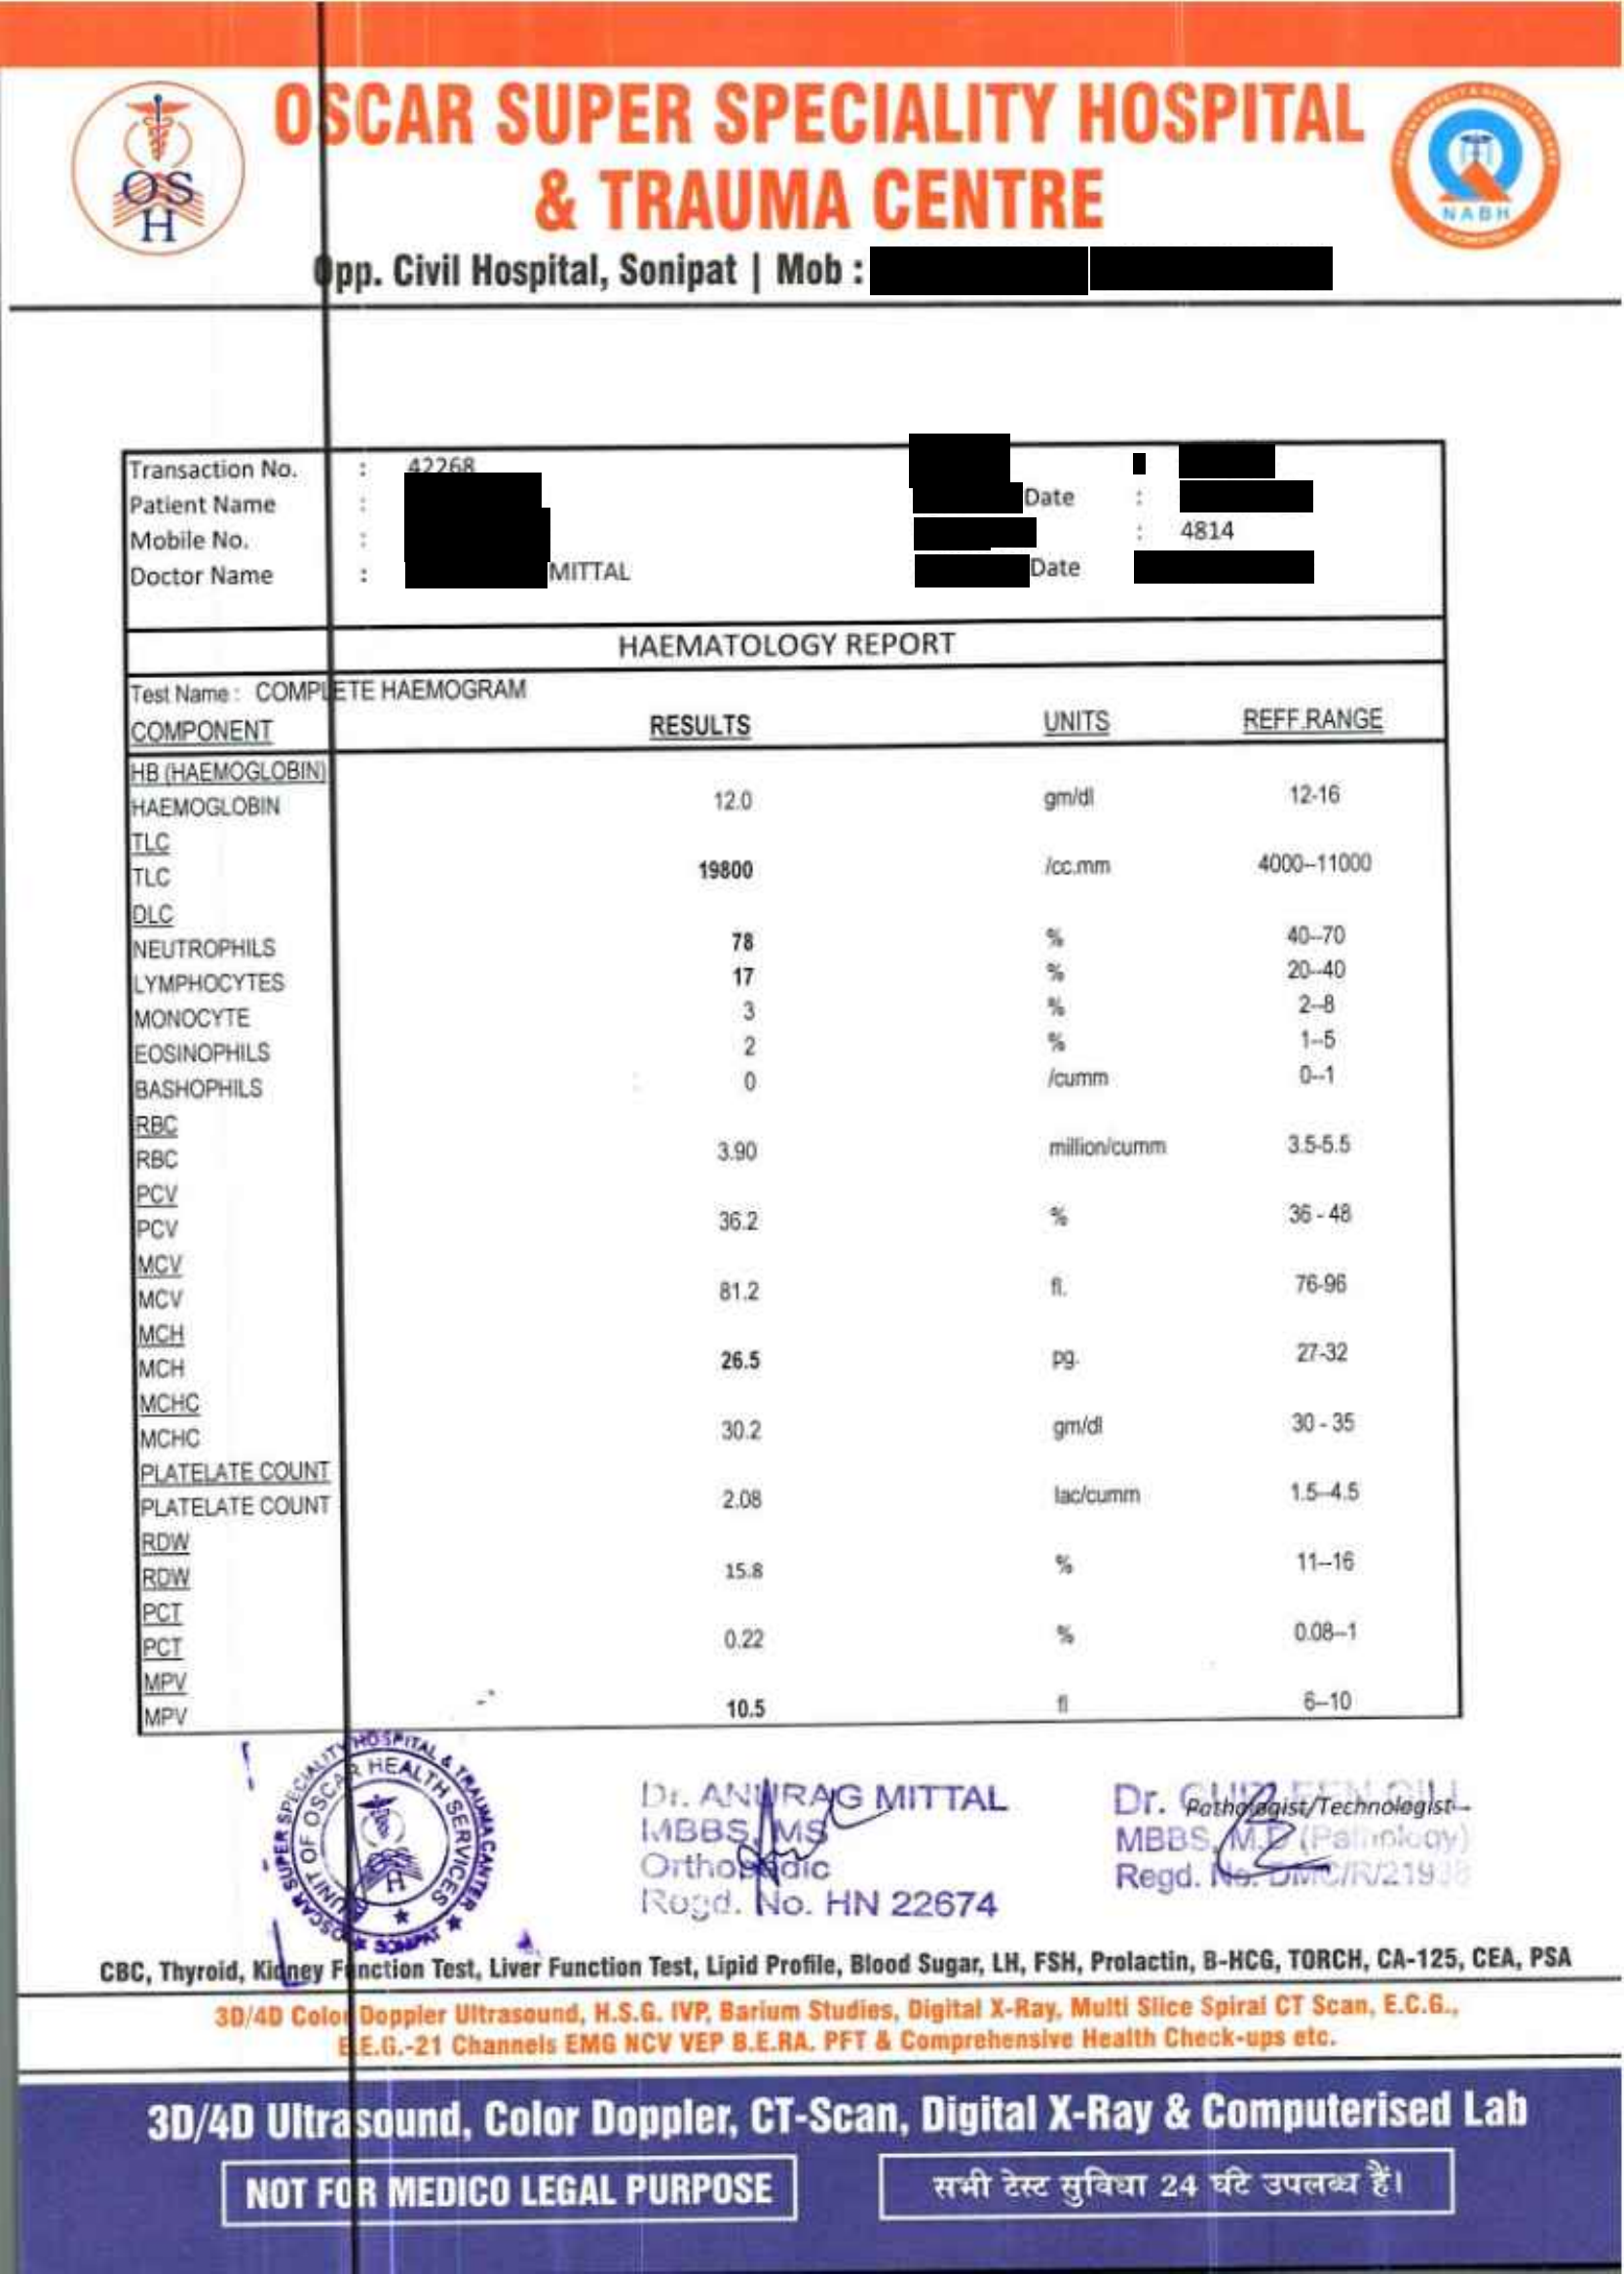 OSCAR SUPER SPECIALITY HOSPITAL
& TRAUMA CENTRE
OSH
NABH
Opp. Civil Hospital, Sonipat | Mob :
Transaction No. : 42268
Patient Name :
Date :
Mobile No. :
: 4814
Doctor Name : MITTAL
Date
HAEMATOLOGY REPORT
Test Name : COMPLETE HAEMOGRAM
COMPONENT RESULTS UNITS REFF.RANGE
HB (HAEMOGLOBIN)
HAEMOGLOBIN 12.0 gm/dl 12-16
TLC
TLC 19800 /cc.mm 4000--11000
DLC
NEUTROPHILS 78 % 40--70
LYMPHOCYTES 17 % 20--40
MONOCYTE 3 % 2--8
EOSINOPHILS 2 % 1--5
BASHOPHILS 0 /cumm 0--1
RBC
RBC 3.90 million/cumm 3.5-5.5
PCV
PCV 36.2 % 36 - 48
MCV
MCV 81.2 fl. 76-96
MCH
MCH 26.5 pg. 27-32
MCHC
MCHC 30.2 gm/dl 30 - 35
PLATELATE COUNT
PLATELATE COUNT 2.08 lac/cumm 1.5--4.5
RDW
RDW 15.8 % 11--16
PCT
PCT 0.22 % 0.08--1
MPV
MPV 10.5 fl 6--10
OSCAR SUPER SPECIALITY HOSPITAL & TRAUMA CANTER
UNIT OF OSCAR HEALTH SERVICES
SONIPAT
Dr. ANURAG MITTAL
MBBS, MS
Orthopedic
Regd. No. HN 22674
Dr.
Pathologist/Technologist
MBBS, M.D (Pathology)
Regd. No. DMC/R/2193
CBC, Thyroid, Kidney Function Test, Liver Function Test, Lipid Profile, Blood Sugar, LH, FSH, Prolactin, B-HCG, TORCH, CA-125, CEA, PSA
3D/4D Color Doppler Ultrasound, H.S.G. IVP, Barium Studies, Digital X-Ray, Multi Slice Spiral CT Scan, E.C.G.,
E.E.G.-21 Channels EMG NCV VEP B.E.RA. PFT & Comprehensive Health Check-ups etc.
3D/4D Ultrasound, Color Doppler, CT-Scan, Digital X-Ray & Computerised Lab
NOT FOR MEDICO LEGAL PURPOSE
सभी टेस्ट सुविधा 24 घंटे उपलब्ध हैं।